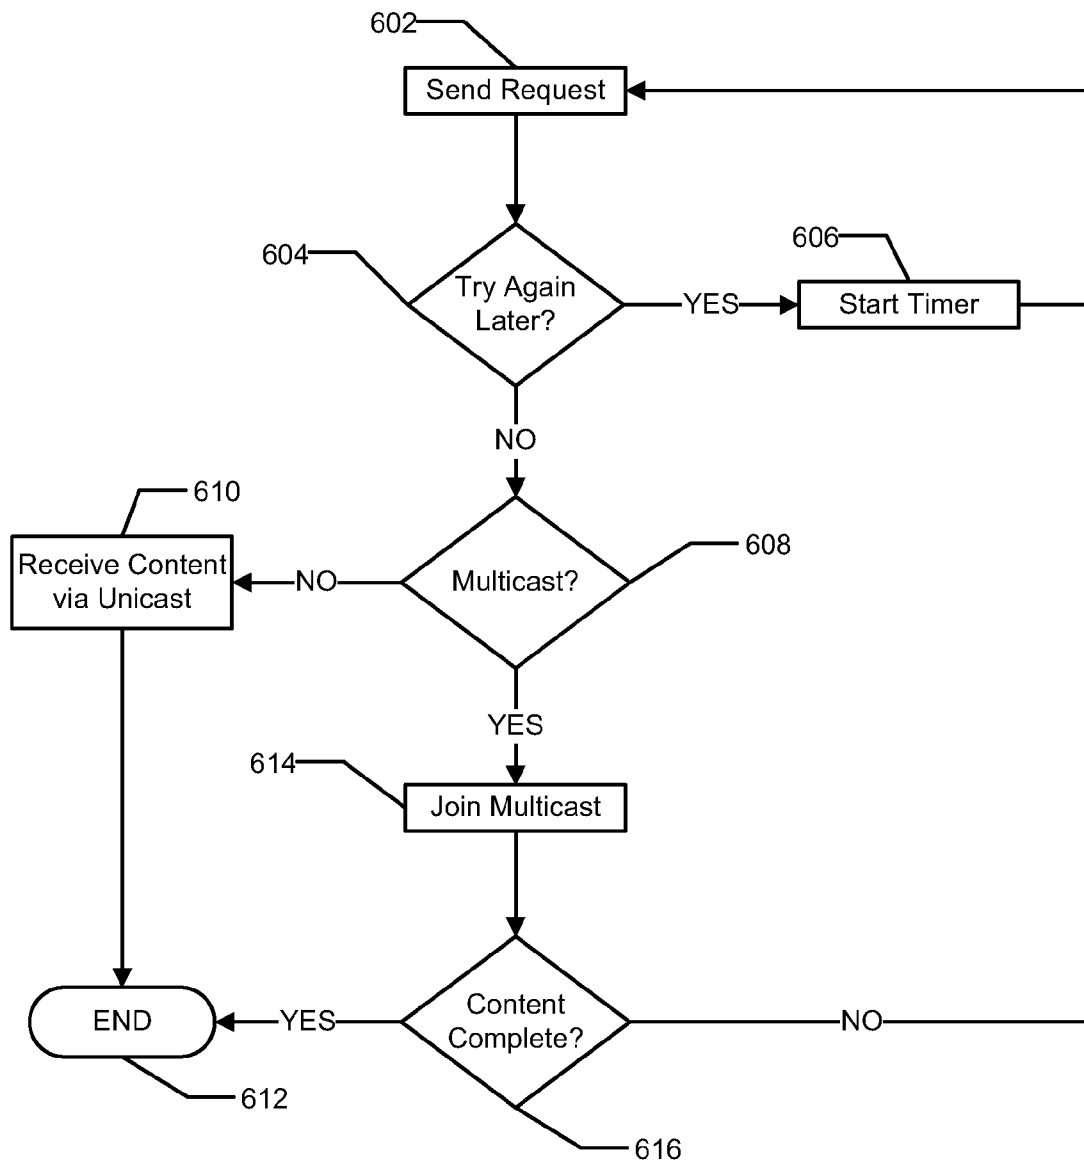 602
Send Request
604
Try Again
Later?
YES
606
Start Timer
NO
610
Receive Content
via Unicast
NO
Multicast?
608
YES
614
Join Multicast
END
YES
Content
Complete?
NO
612
616